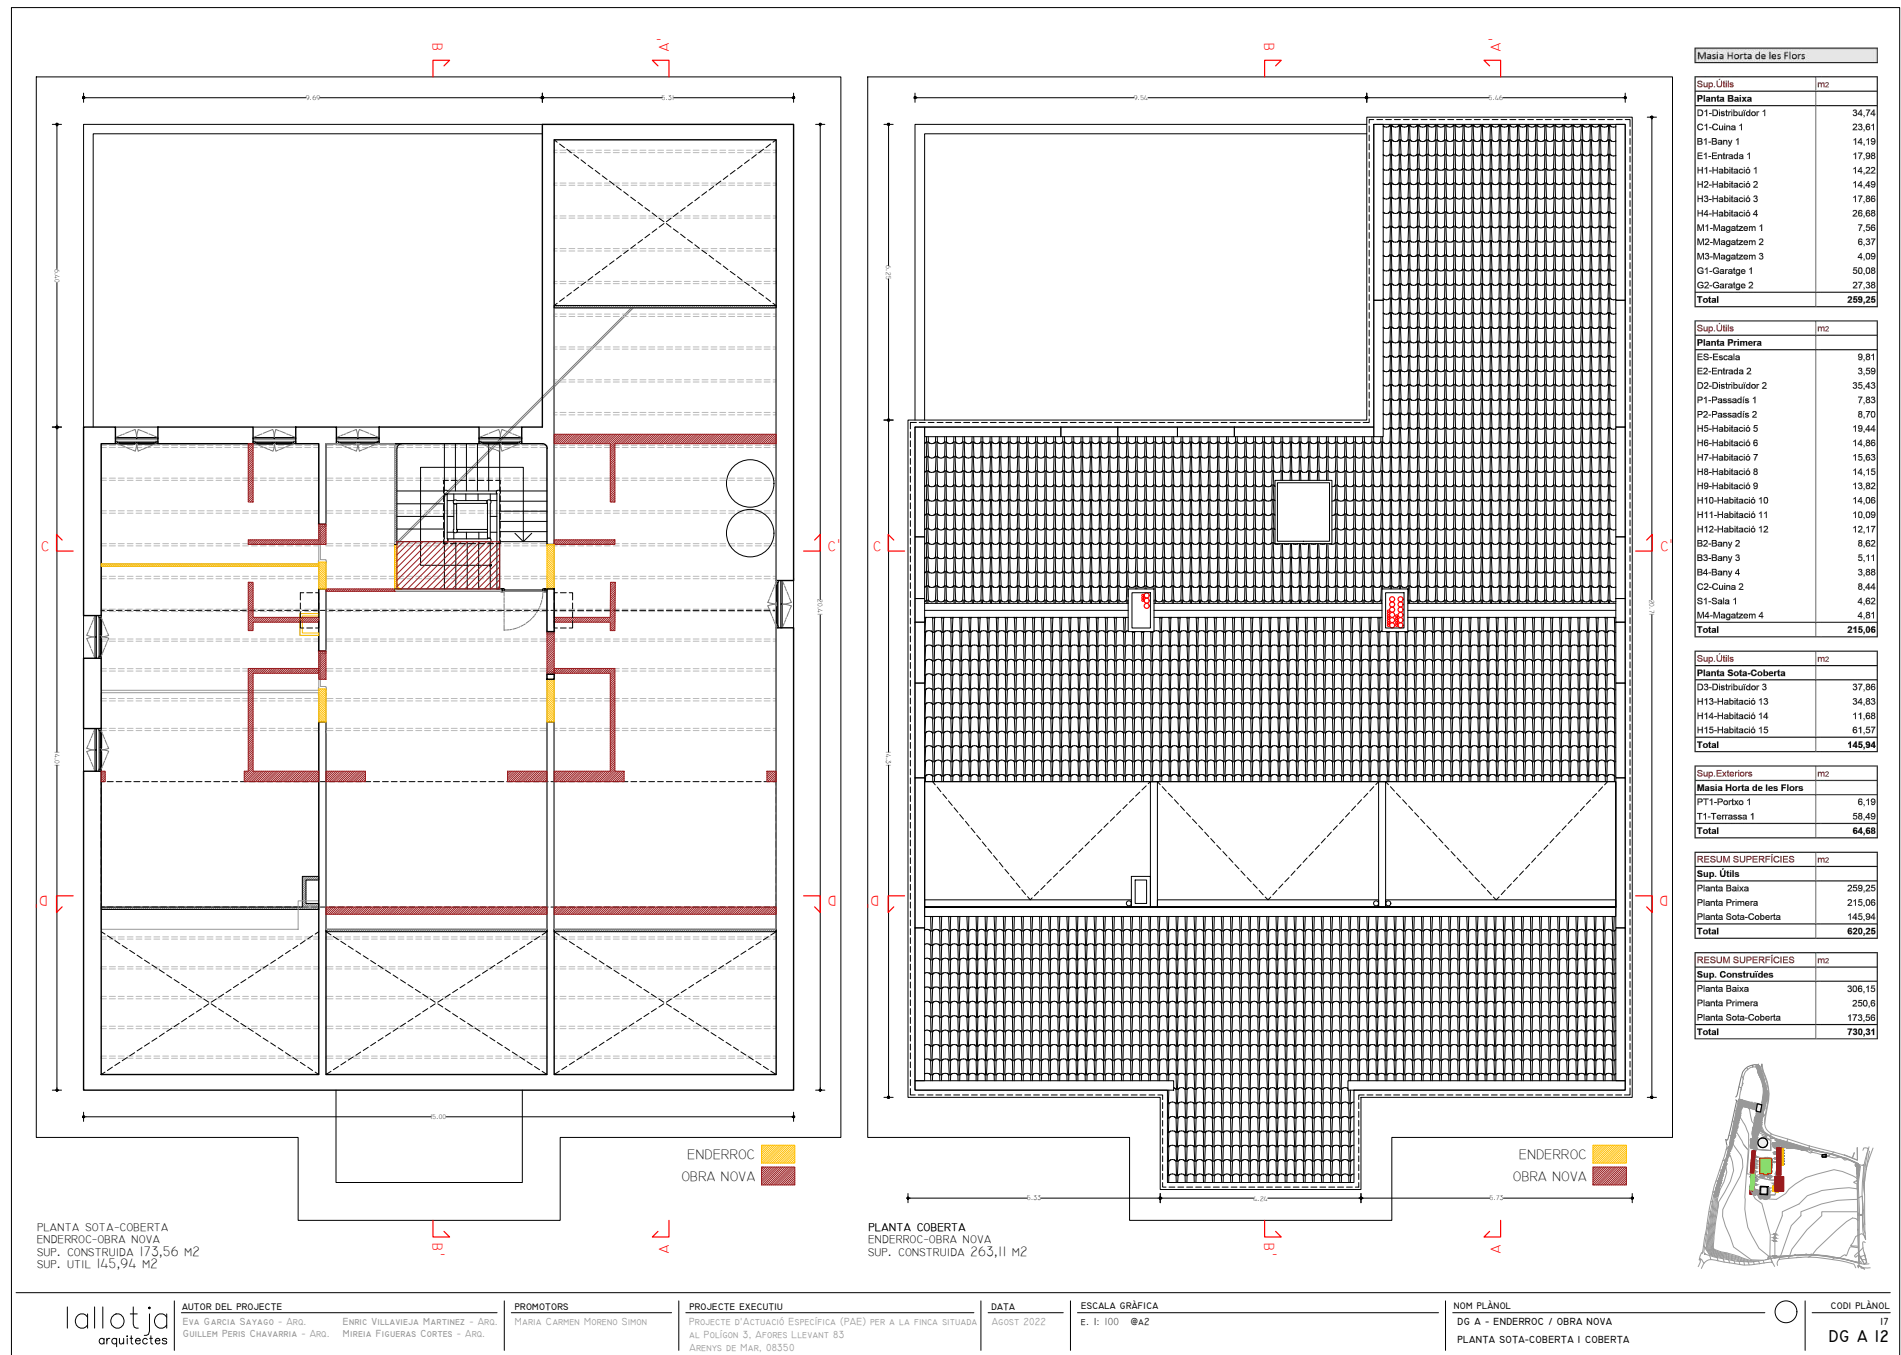 B
A'
9.69
5.31
C
C'
15.00
D
D'
B'
A
ENDERROC
OBRA NOVA
PLANTA SOTA-COBERTA
ENDERROC-OBRA NOVA
SUP. CONSTRUIDA 173,56 M2
SUP. UTIL 145,94 M2
B
A'
9.54
5.46
C
C'
D
D'
5.33
4.24
5.73
B'
A
ENDERROC
OBRA NOVA
PLANTA COBERTA
ENDERROC-OBRA NOVA
SUP. CONSTRUIDA 263,11 M2
Masia Horta de les Flors
Sup.Útils m2
Planta Baixa
D1-Distribuïdor 1 34,74
C1-Cuina 1 23,61
B1-Bany 1 14,19
E1-Entrada 1 17,98
H1-Habitació 1 14,22
H2-Habitació 2 14,49
H3-Habitació 3 17,86
H4-Habitació 4 26,68
M1-Magatzem 1 7,56
M2-Magatzem 2 6,37
M3-Magatzem 3 4,09
G1-Garatge 1 50,08
G2-Garatge 2 27,38
Total 259,25
Sup.Útils m2
Planta Primera
ES-Escala 9,81
E2-Entrada 2 3,59
D2-Distribuïdor 2 35,43
P1-Passadís 1 7,83
P2-Passadís 2 8,70
H5-Habitació 5 19,44
H6-Habitació 6 14,86
H7-Habitació 7 15,63
H8-Habitació 8 14,15
H9-Habitació 9 13,82
H10-Habitació 10 14,06
H11-Habitació 11 10,09
H12-Habitació 12 12,17
B2-Bany 2 8,62
B3-Bany 3 5,11
B4-Bany 4 3,88
C2-Cuina 2 8,44
S1-Sala 1 4,62
M4-Magatzem 4 4,81
Total 215,06
Sup.Útils m2
Planta Sota-Coberta
D3-Distribuïdor 3 37,86
H13-Habitació 13 34,83
H14-Habitació 14 11,68
H15-Habitació 15 61,57
Total 145,94
Sup.Exteriors m2
Masia Horta de les Flors
PT1-Portxo 1 6,19
T1-Terrassa 1 58,49
Total 64,68
RESUM SUPERFÍCIES m2
Sup. Útils
Planta Baixa 259,25
Planta Primera 215,06
Planta Sota-Coberta 145,94
Total 620,25
RESUM SUPERFÍCIES m2
Sup. Construïdes
Planta Baixa 306,15
Planta Primera 250,6
Planta Sota-Coberta 173,56
Total 730,31
lallotja
arquitectes
AUTOR DEL PROJECTE
Eva Garcia Sayago - Arq. Enric Villavieja Martinez - Arq.
Guillem Peris Chavarria - Arq. Mireia Figueras Cortes - Arq.
PROMOTORS
Maria Carmen Moreno Simon
PROJECTE EXECUTIU
Projecte d'Actuació Específica (PAE) per a la finca situada
al Polígon 3, Afores Llevant 83
Arenys de Mar, 08350
DATA
Agost 2022
ESCALA GRÀFICA
E. 1: 100 @A2
NOM PLÀNOL
DG A - ENDERROC / OBRA NOVA
PLANTA SOTA-COBERTA I COBERTA
CODI PLÀNOL
17
DG A 12